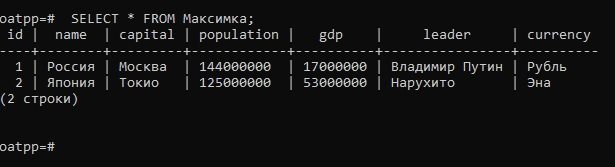 oatpp=#  SELECT * FROM Максимка;
 id |  name  | capital | population |   gdp    |     leader     | currency
----+--------+---------+------------+----------+----------------+----------
  1 | Россия | Москва  | 144000000  | 17000000 | Владимир Путин | Рубль
  2 | Япония | Токио   | 125000000  | 53000000 | Нарухито       | Эна
(2 строки)
oatpp=#